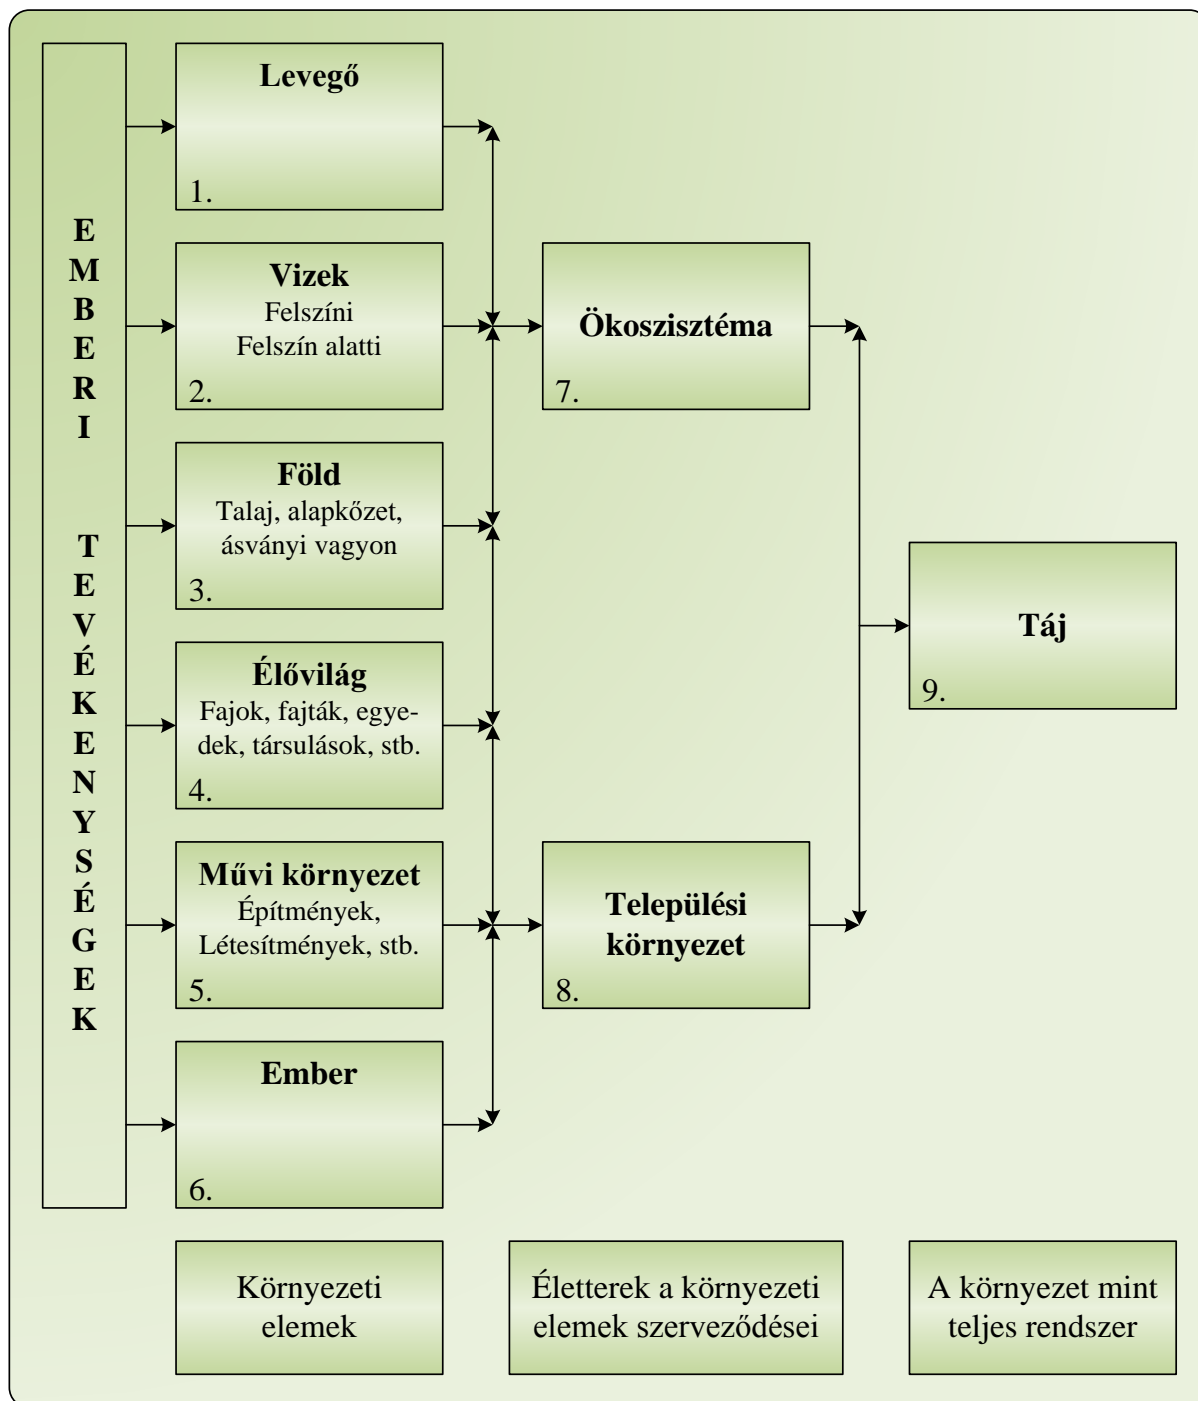 EMBERI TEVÉKENYSÉGEK
Levegő
1.
Vizek
Felszíni
Felszín alatti
2.
Föld
Talaj, alapkőzet,
ásványi vagyon
3.
Élővilág
Fajok, fajták, egye-
dek, társulások, stb.
4.
Művi környezet
Építmények,
Létesítmények, stb.
5.
Ember
6.
Ökoszisztéma
7.
Települési
környezet
8.
Táj
9.
Környezeti
elemek
Életterek a környezeti
elemek szerveződései
A környezet mint
teljes rendszer